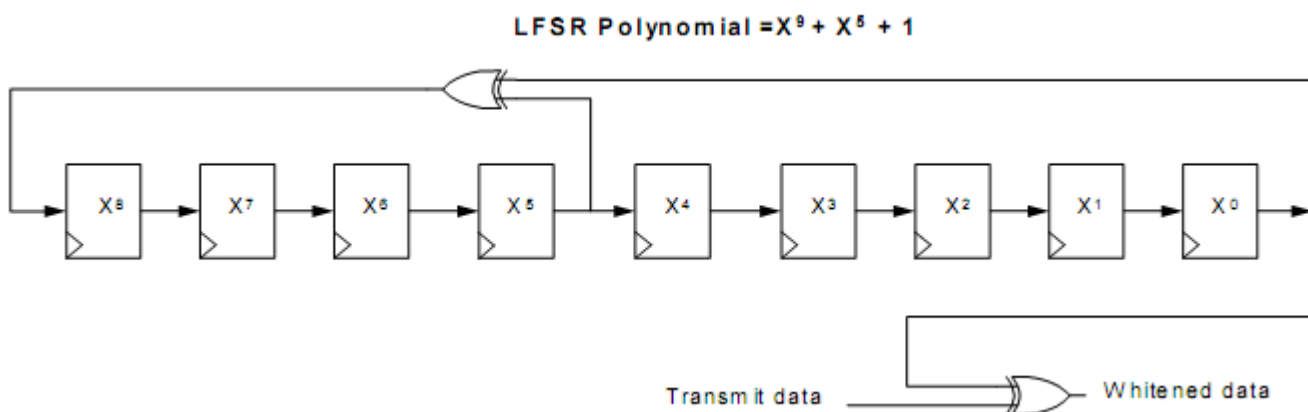 LFSR Polynomial =X⁹ + X⁵ + 1
X⁸ X⁷ X⁶ X⁵ X⁴ X³ X² X¹ X⁰
Transmit data
Whitened data